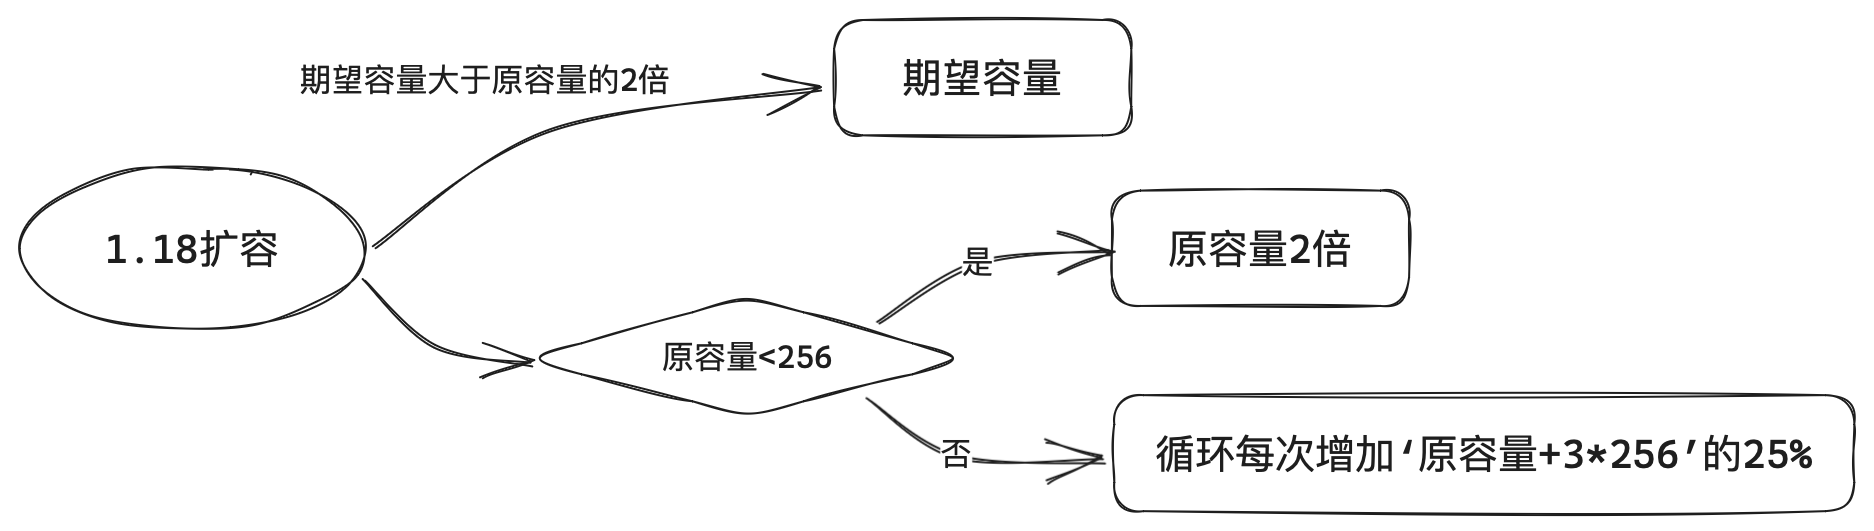 期望容量大于原容量的2倍
期望容量
1.18扩容
是
原容量2倍
原容量<256
否
循环每次增加‘原容量+3*256’的25%